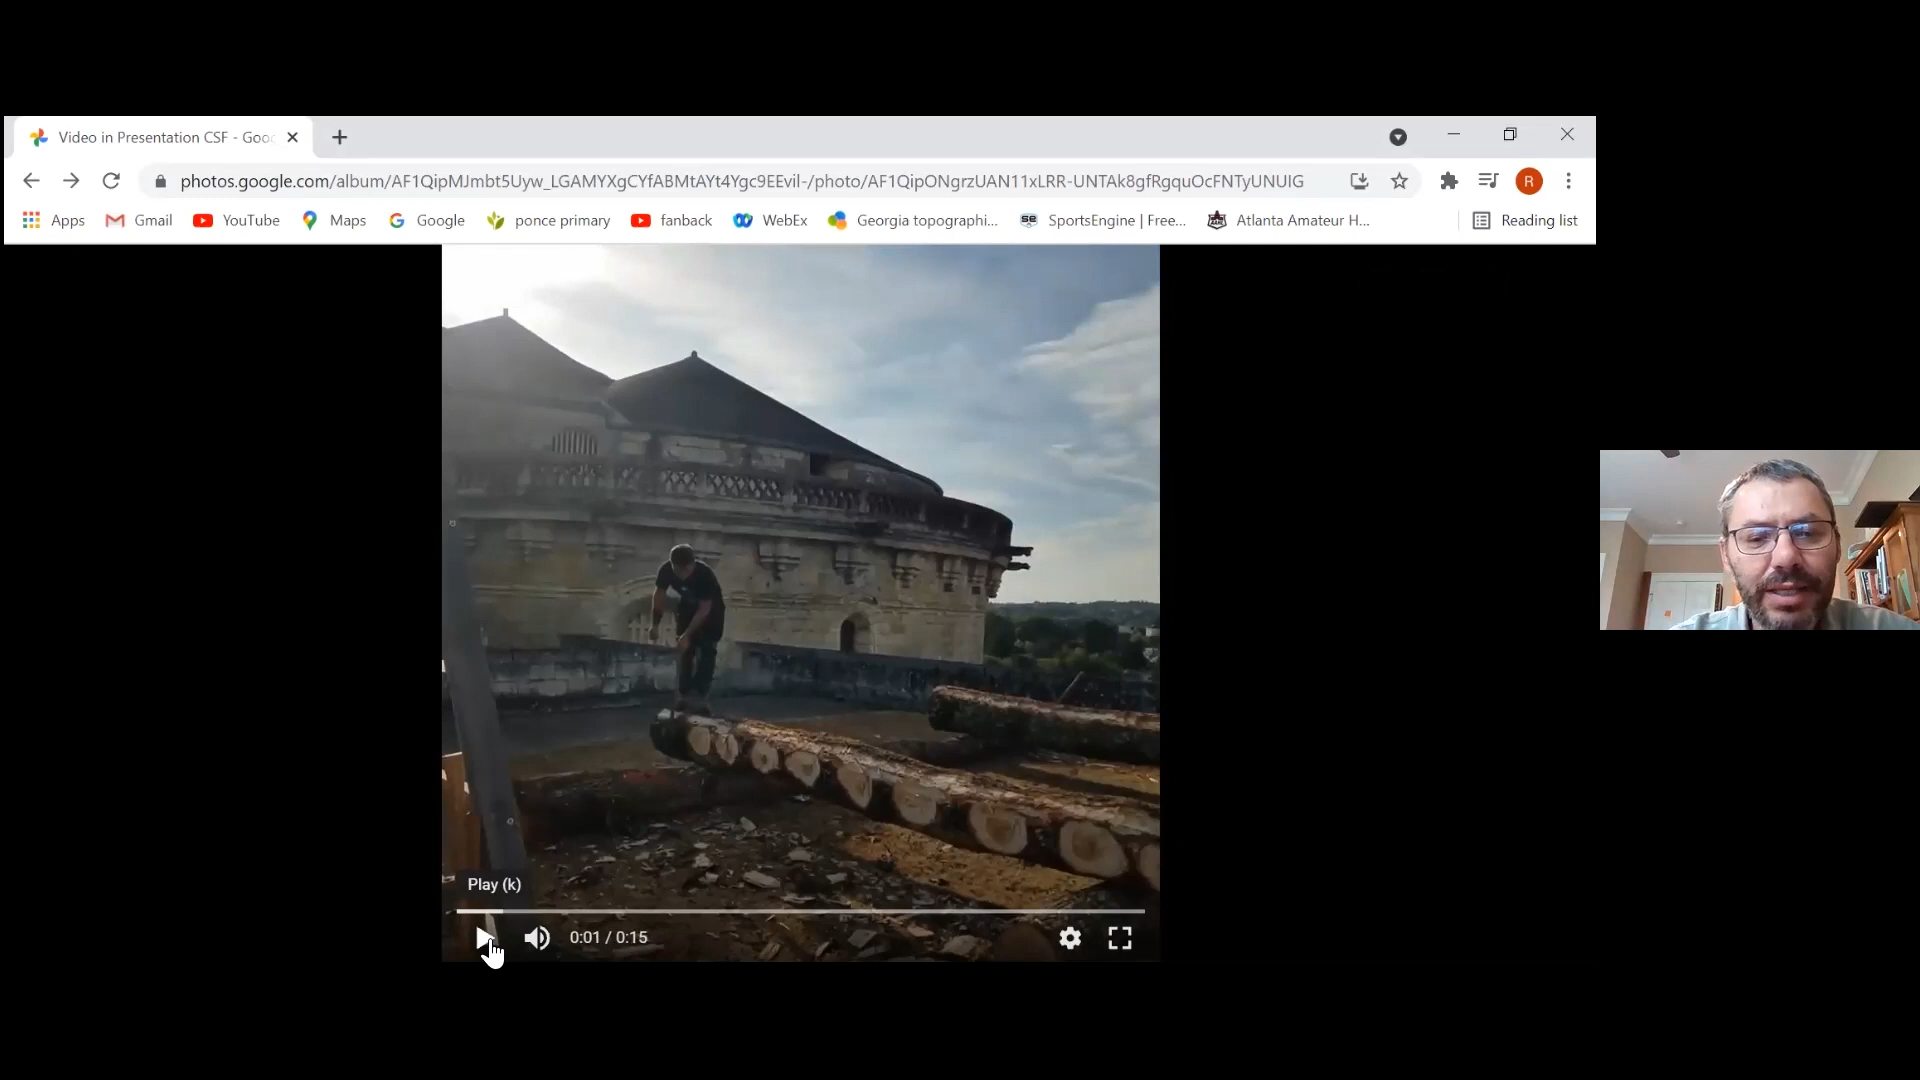 Video in Presentation CSF - Goo
photos.google.com/album/AF1QipMJmbt5Uyw_LGAMYXgCYfABMtAYt4Ygc9EEvil-/photo/AF1QipONgrzUAN11xLRR-UNTAk8gfRgquOcFNTyUNUIG
R
Apps Gmail YouTube Maps Google ponce primary fanback WebEx Georgia topographi... SE SportsEngine | Free... Atlanta Amateur H... Reading list
Play (k)
0:01 / 0:15